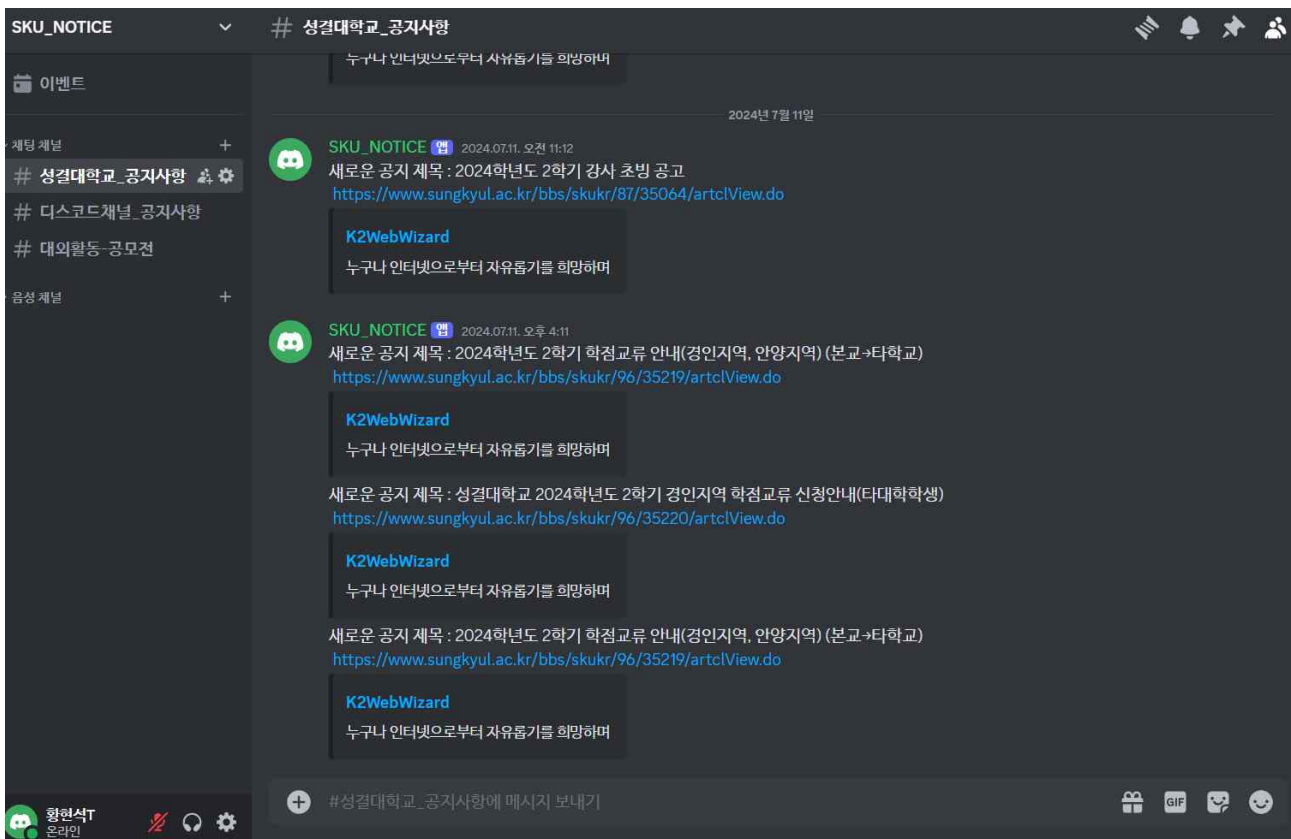 SKU_NOTICE
이벤트
채팅 채널
성결대학교_공지사항
디스코드채널_공지사항
대외활동-공모전
음성 채널
황현석T
온라인
# 성결대학교_공지사항
누구나 인터넷으로부터 자유롭기를 희망하며
2024년 7월 11일
SKU_NOTICE 앱 2024.07.11. 오전 11:12
새로운 공지 제목 : 2024학년도 2학기 강사 초빙 공고
https://www.sungkyul.ac.kr/bbs/skukr/87/35064/artclView.do
K2WebWizard
누구나 인터넷으로부터 자유롭기를 희망하며
SKU_NOTICE 앱 2024.07.11. 오후 4:11
새로운 공지 제목 : 2024학년도 2학기 학점교류 안내(경인지역, 안양지역) (본교→타학교)
https://www.sungkyul.ac.kr/bbs/skukr/96/35219/artclView.do
K2WebWizard
누구나 인터넷으로부터 자유롭기를 희망하며
새로운 공지 제목 : 성결대학교 2024학년도 2학기 경인지역 학점교류 신청안내(타대학학생)
https://www.sungkyul.ac.kr/bbs/skukr/96/35220/artclView.do
K2WebWizard
누구나 인터넷으로부터 자유롭기를 희망하며
새로운 공지 제목 : 2024학년도 2학기 학점교류 안내(경인지역, 안양지역) (본교→타학교)
https://www.sungkyul.ac.kr/bbs/skukr/96/35219/artclView.do
K2WebWizard
누구나 인터넷으로부터 자유롭기를 희망하며
#성결대학교_공지사항에 메시지 보내기
GIF